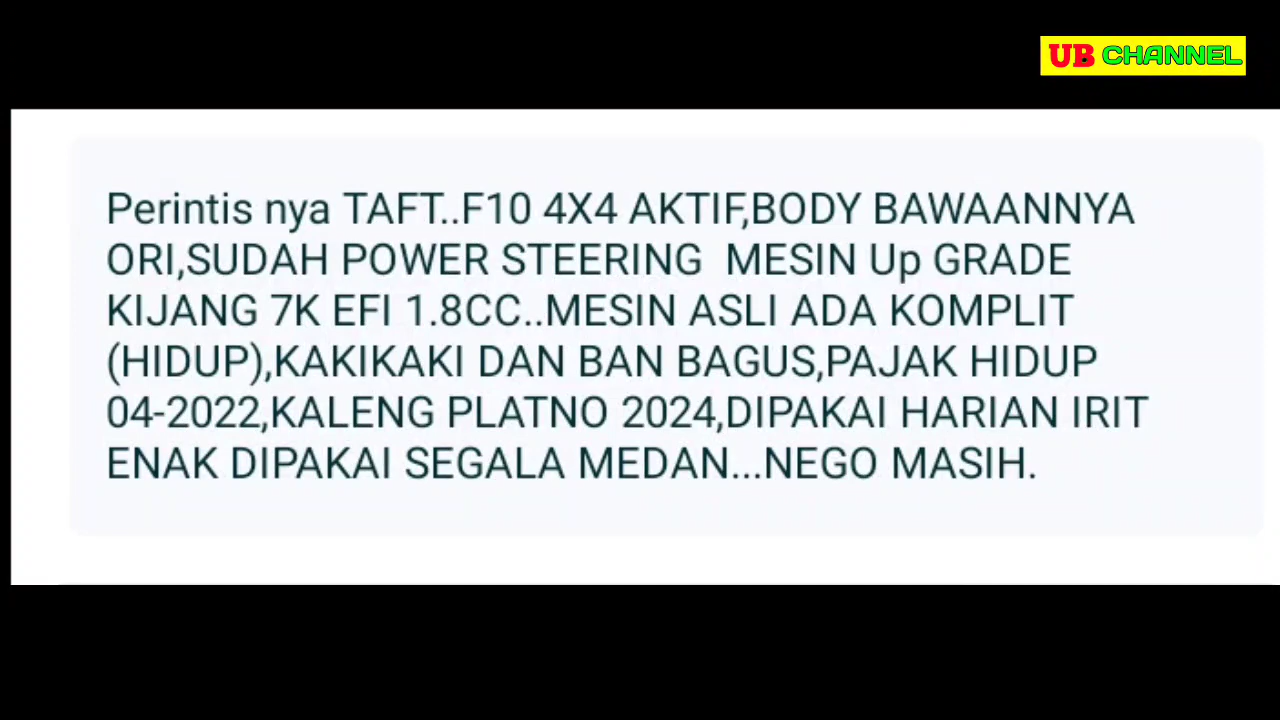 UB CHANNEL
Perintis nya TAFT..F10 4X4 AKTIF,BODY BAWAANNYA
ORI,SUDAH POWER STEERING  MESIN Up GRADE
KIJANG 7K EFI 1.8CC..MESIN ASLI ADA KOMPLIT
(HIDUP),KAKIKAKI DAN BAN BAGUS,PAJAK HIDUP
04-2022,KALENG PLATNO 2024,DIPAKAI HARIAN IRIT
ENAK DIPAKAI SEGALA MEDAN...NEGO MASIH.